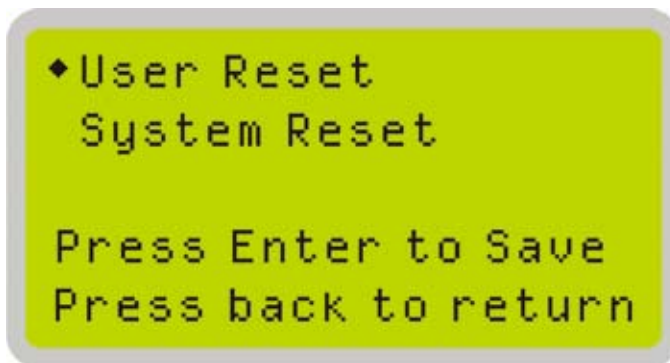 ◆User Reset
System Reset
Press Enter to Save
Press back to return